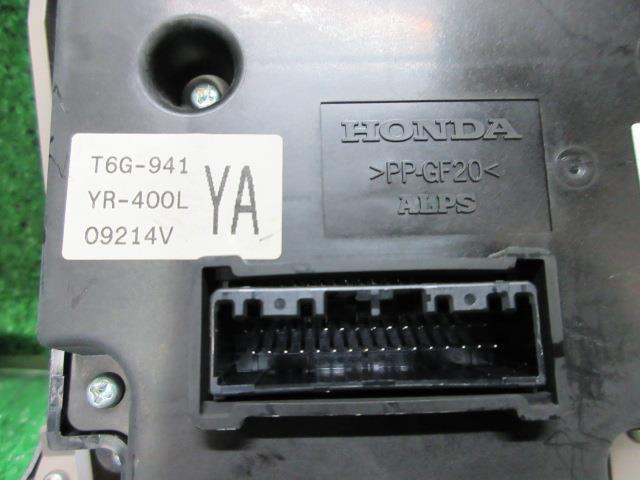 T6G-941
YR-400L
09214V
YA
HONDA
>PP-GF20<
ALPS